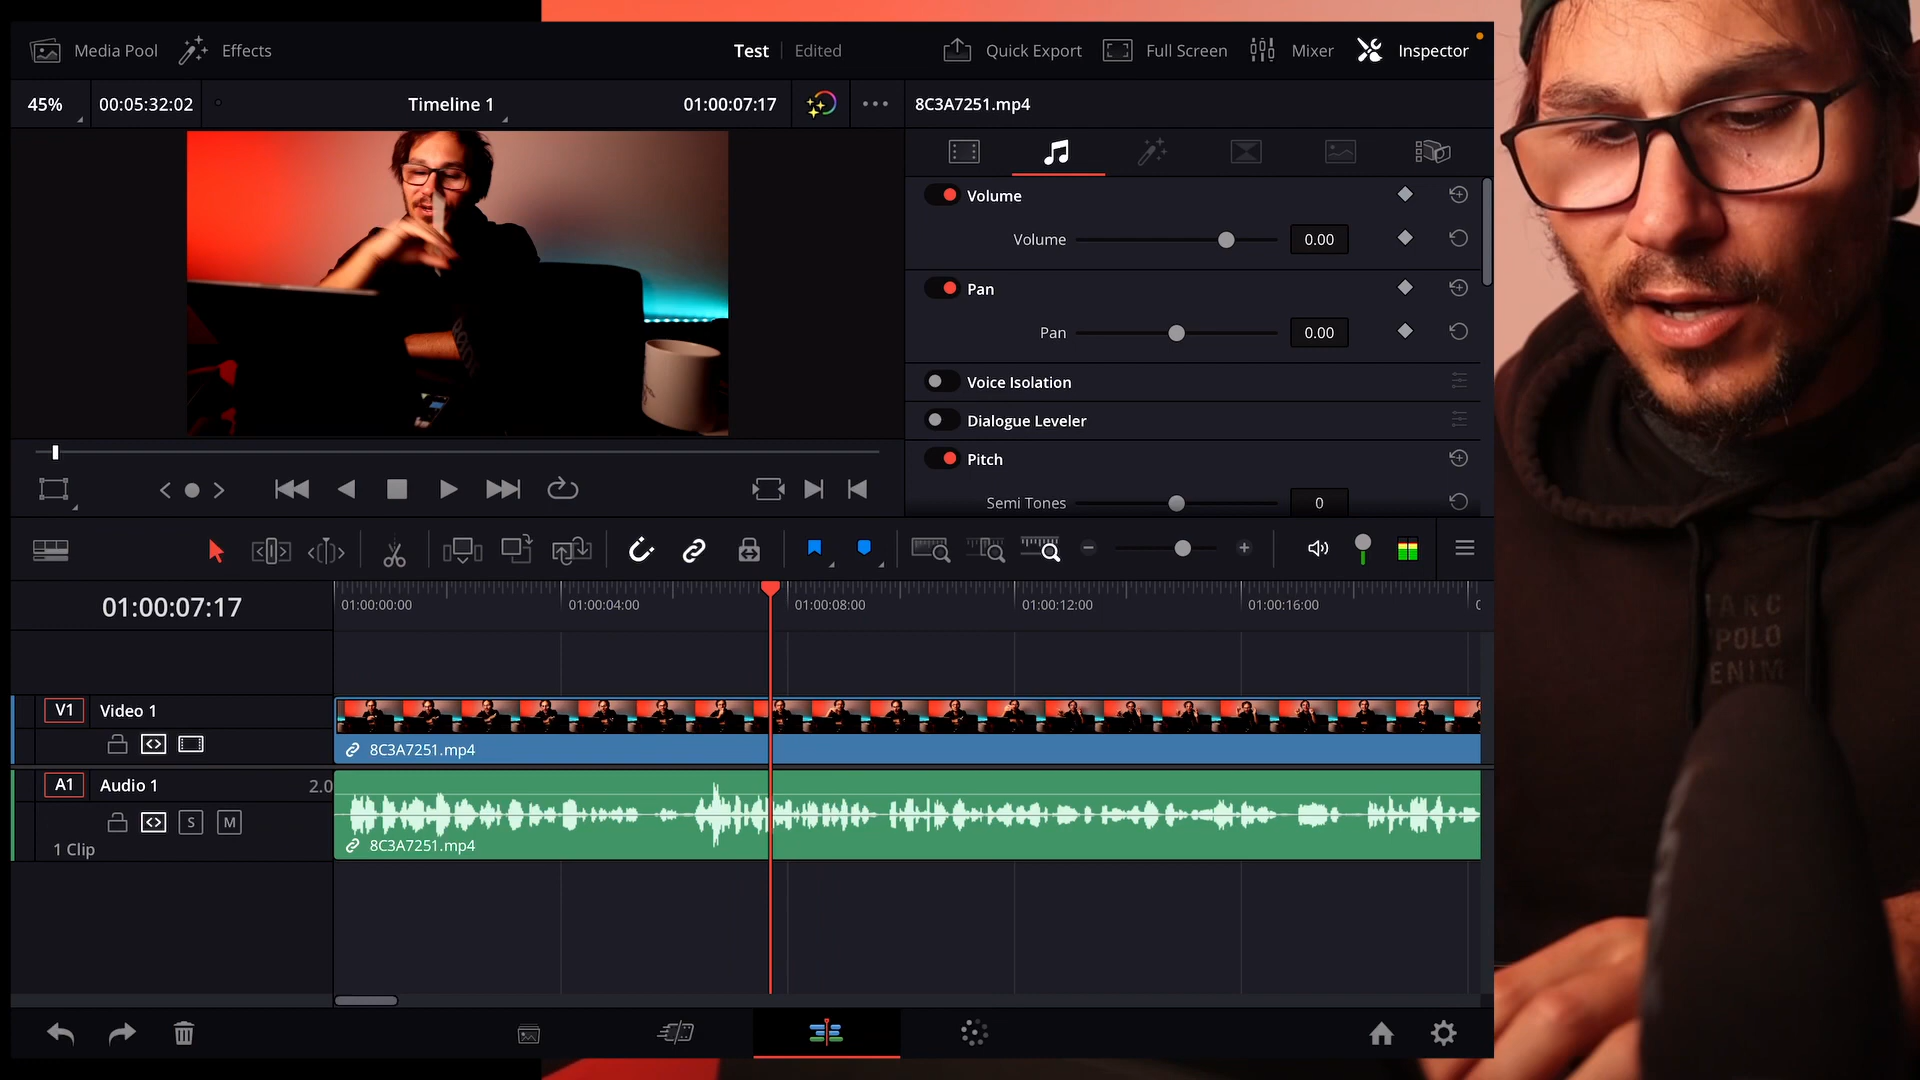 Media Pool
Effects
Test
Edited
Quick Export
Full Screen
Mixer
Inspector
45%
00:05:32:02
Timeline 1
01:00:07:17
8C3A7251.mp4
Volume
Volume
0.00
Pan
Pan
0.00
Voice Isolation
Dialogue Leveler
Pitch
Semi Tones
0
01:00:07:17
01:00:00:00
01:00:04:00
01:00:08:00
01:00:12:00
01:00:16:00
V1
Video 1
8C3A7251.mp4
A1
Audio 1
2.0
S
M
1 Clip
8C3A7251.mp4
MARC
POLO
DENIM